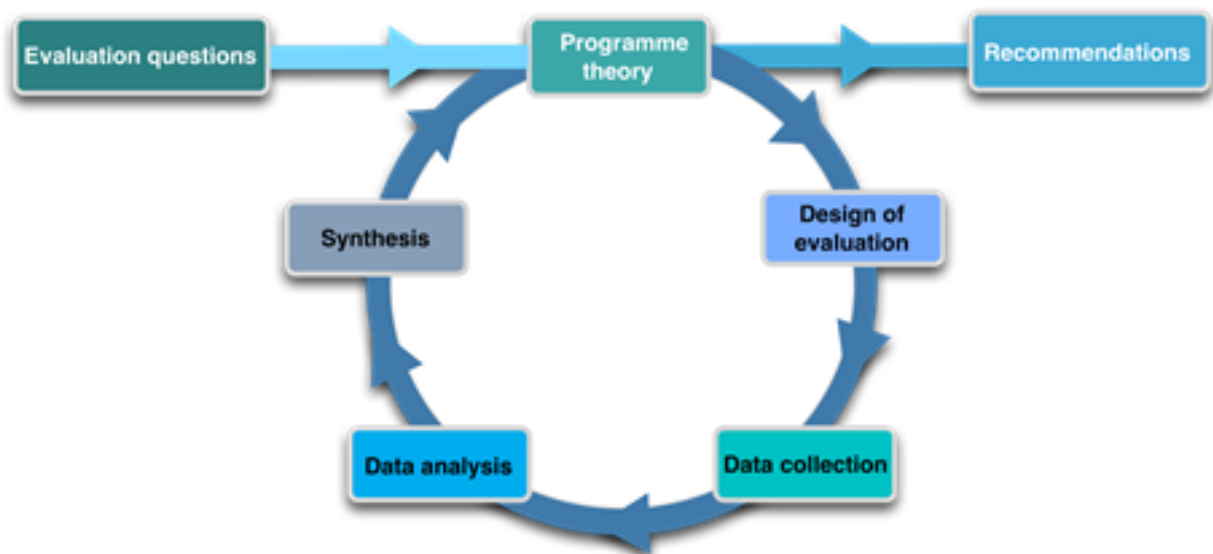 Evaluation questions
Programme
theory
Recommendations
Synthesis
Design of
evaluation
Data analysis
Data collection